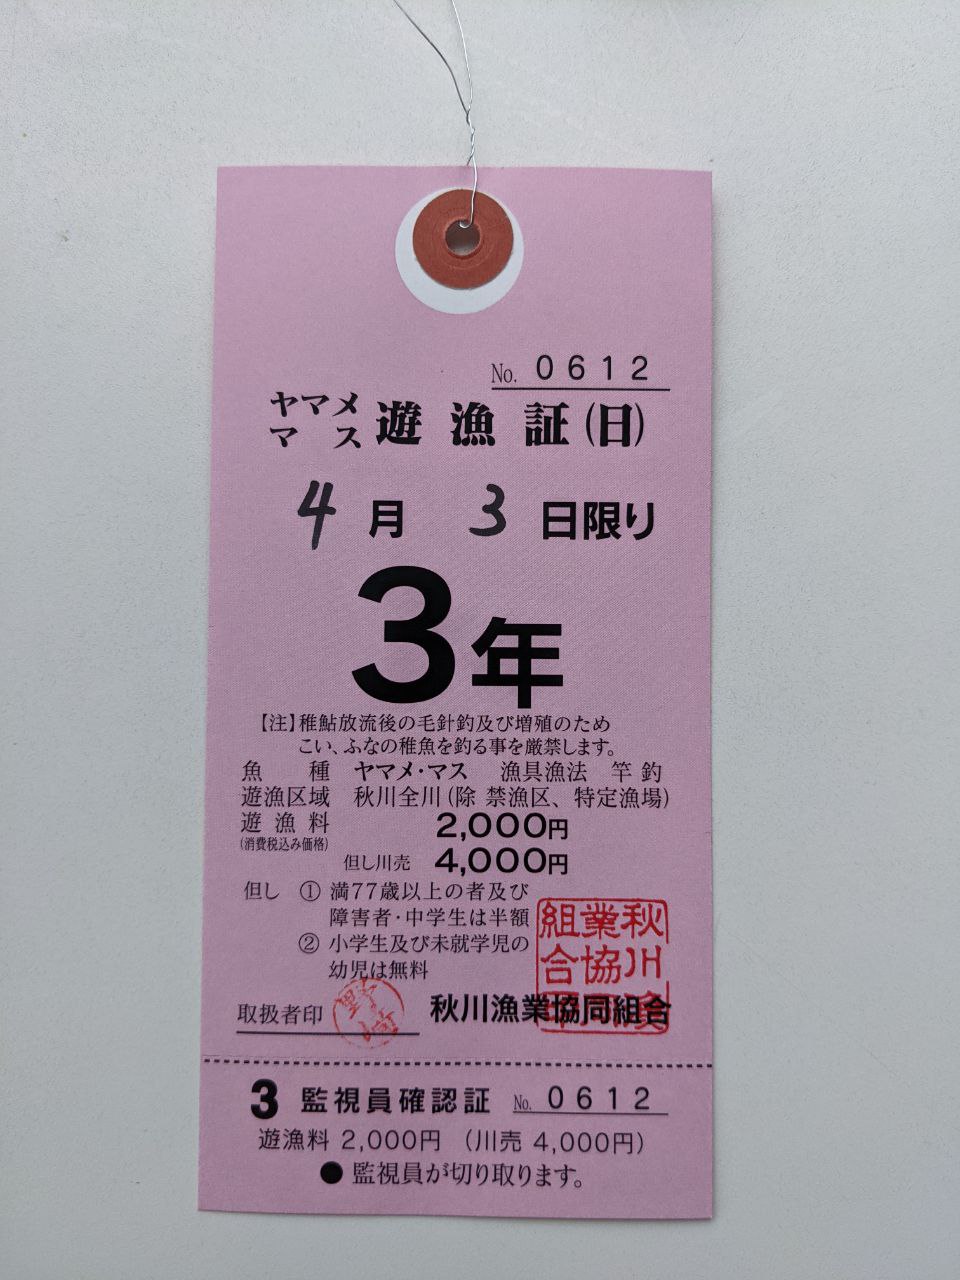 No. 0612
ヤマメ
マス 遊漁証(日)
4月 3日限り
3年
【注】稚鮎放流後の毛針釣及び増殖のため
こい、ふなの稚魚を釣る事を厳禁します。
魚種 ヤマメ・マス 漁具漁法 竿釣
遊漁区域 秋川全川(除 禁漁区、特定漁場)
遊漁料 2,000円
(消費税込み価格)
但し川売 4,000円
但し ① 満77歳以上の者及び
障害者・中学生は半額
② 小学生及び未就学児の
幼児は無料
取扱者印 秋川漁業協同組合
秋川漁
業協同
組合
3 監視員確認証 No. 0612
遊漁料 2,000円 (川売 4,000円)
● 監視員が切り取ります。